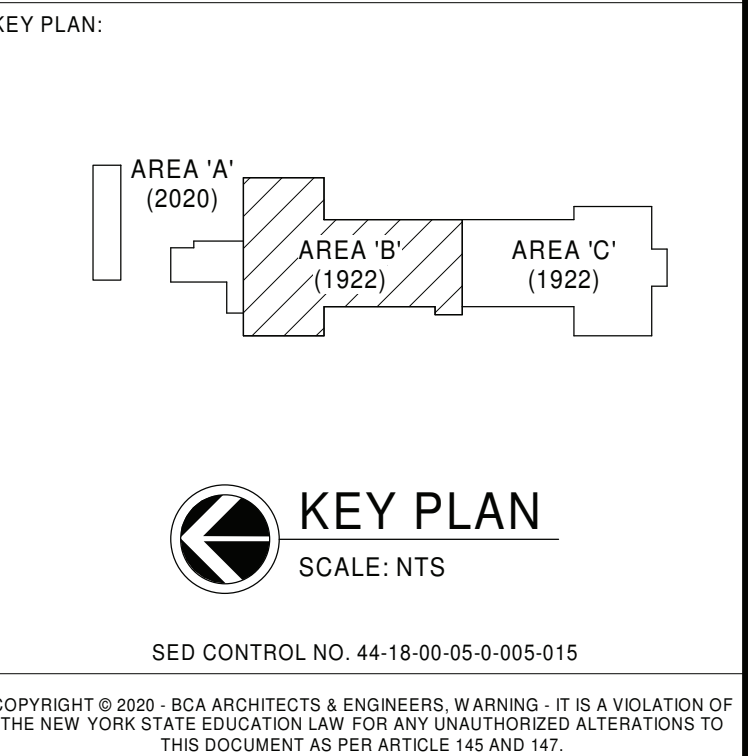 KEY PLAN:
AREA 'A'
(2020)
AREA 'B'
(1922)
AREA 'C'
(1922)
KEY PLAN
SCALE: NTS
SED CONTROL NO. 44-18-00-05-0-005-015
COPYRIGHT © 2020 - BCA ARCHITECTS & ENGINEERS, WARNING - IT IS A VIOLATION OF
THE NEW YORK STATE EDUCATION LAW FOR ANY UNAUTHORIZED ALTERATIONS TO
THIS DOCUMENT AS PER ARTICLE 145 AND 147.